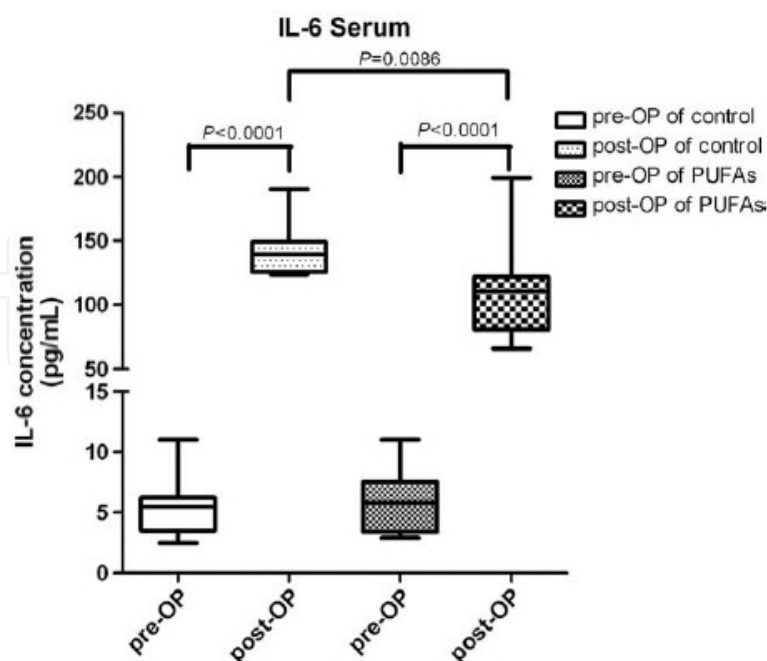 IL-6 Serum
P=0.0086
P<0.0001
P<0.0001
250
200
150
100
50
15
10
5
0
IL-6 concentration
(pg/mL)
pre-OP
post-OP
pre-OP
post-OP
pre-OP of control
post-OP of control
pre-OP of PUFAs
post-OP of PUFAs